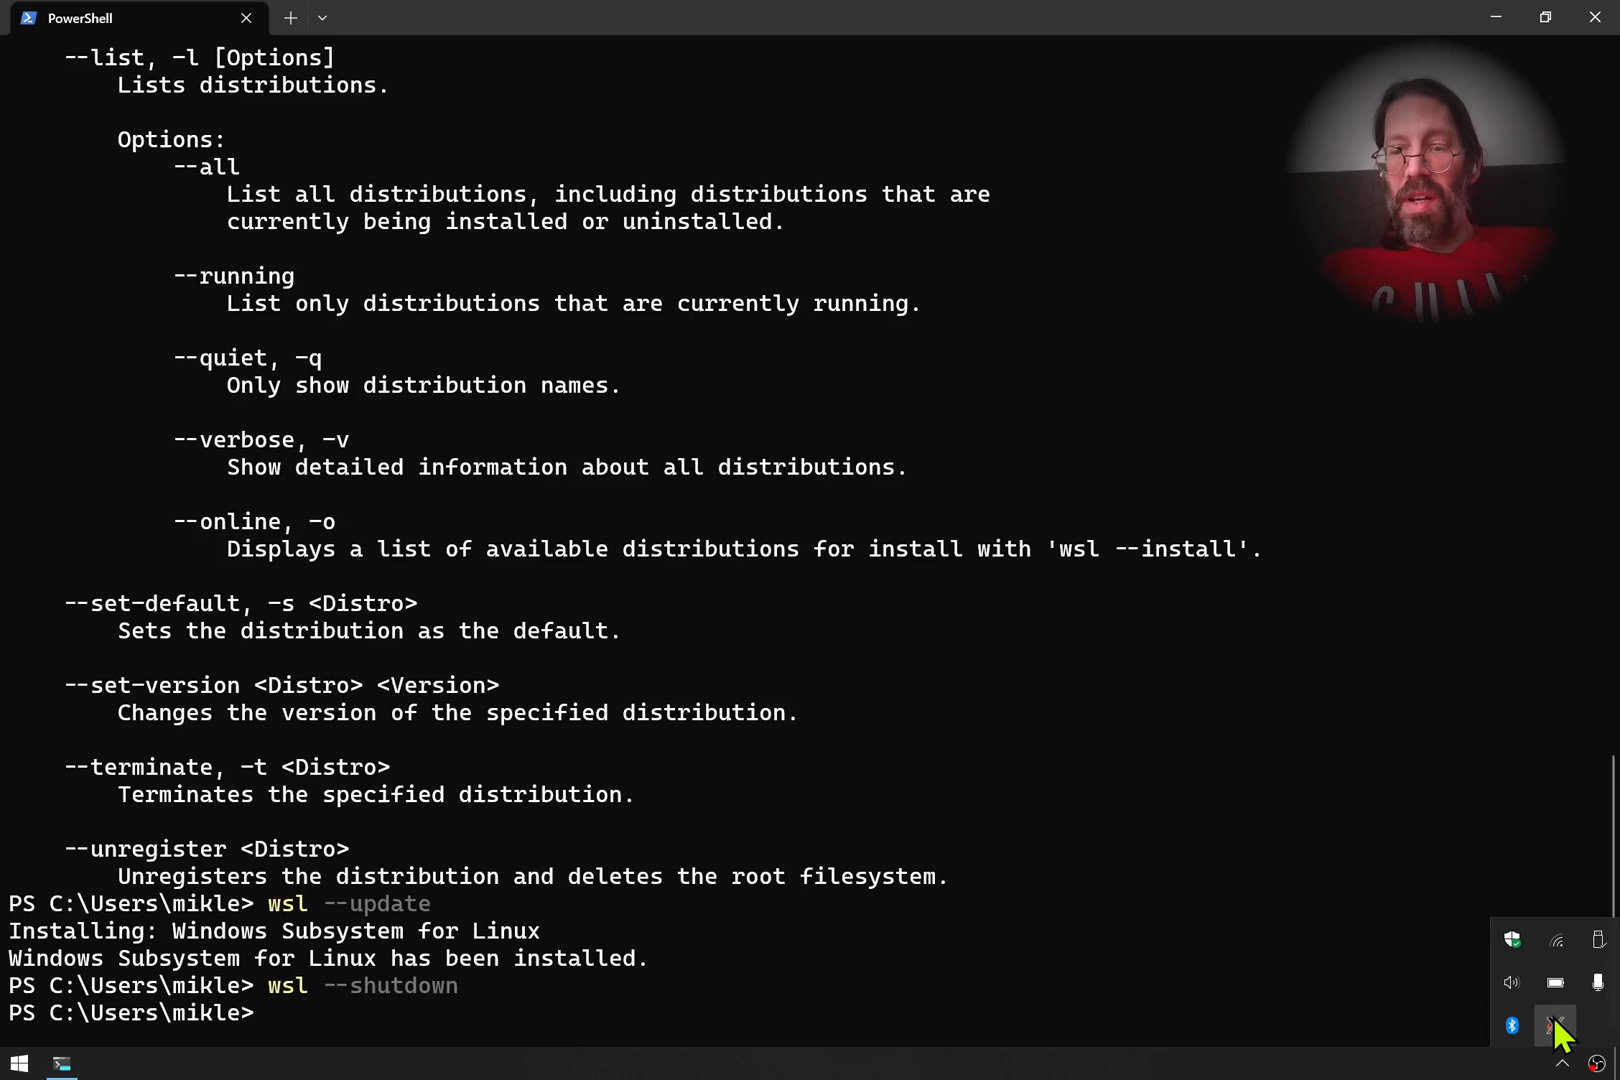 PowerShell
--list, -l [Options]
Lists distributions.
Options:
--all
List all distributions, including distributions that are
currently being installed or uninstalled.
--running
List only distributions that are currently running.
--quiet, -q
Only show distribution names.
--verbose, -v
Show detailed information about all distributions.
--online, -o
Displays a list of available distributions for install with 'wsl --install'.
--set-default, -s <Distro>
Sets the distribution as the default.
--set-version <Distro> <Version>
Changes the version of the specified distribution.
--terminate, -t <Distro>
Terminates the specified distribution.
--unregister <Distro>
Unregisters the distribution and deletes the root filesystem.
PS C:\Users\mikle> wsl --update
Installing: Windows Subsystem for Linux
Windows Subsystem for Linux has been installed.
PS C:\Users\mikle> wsl --shutdown
PS C:\Users\mikle>